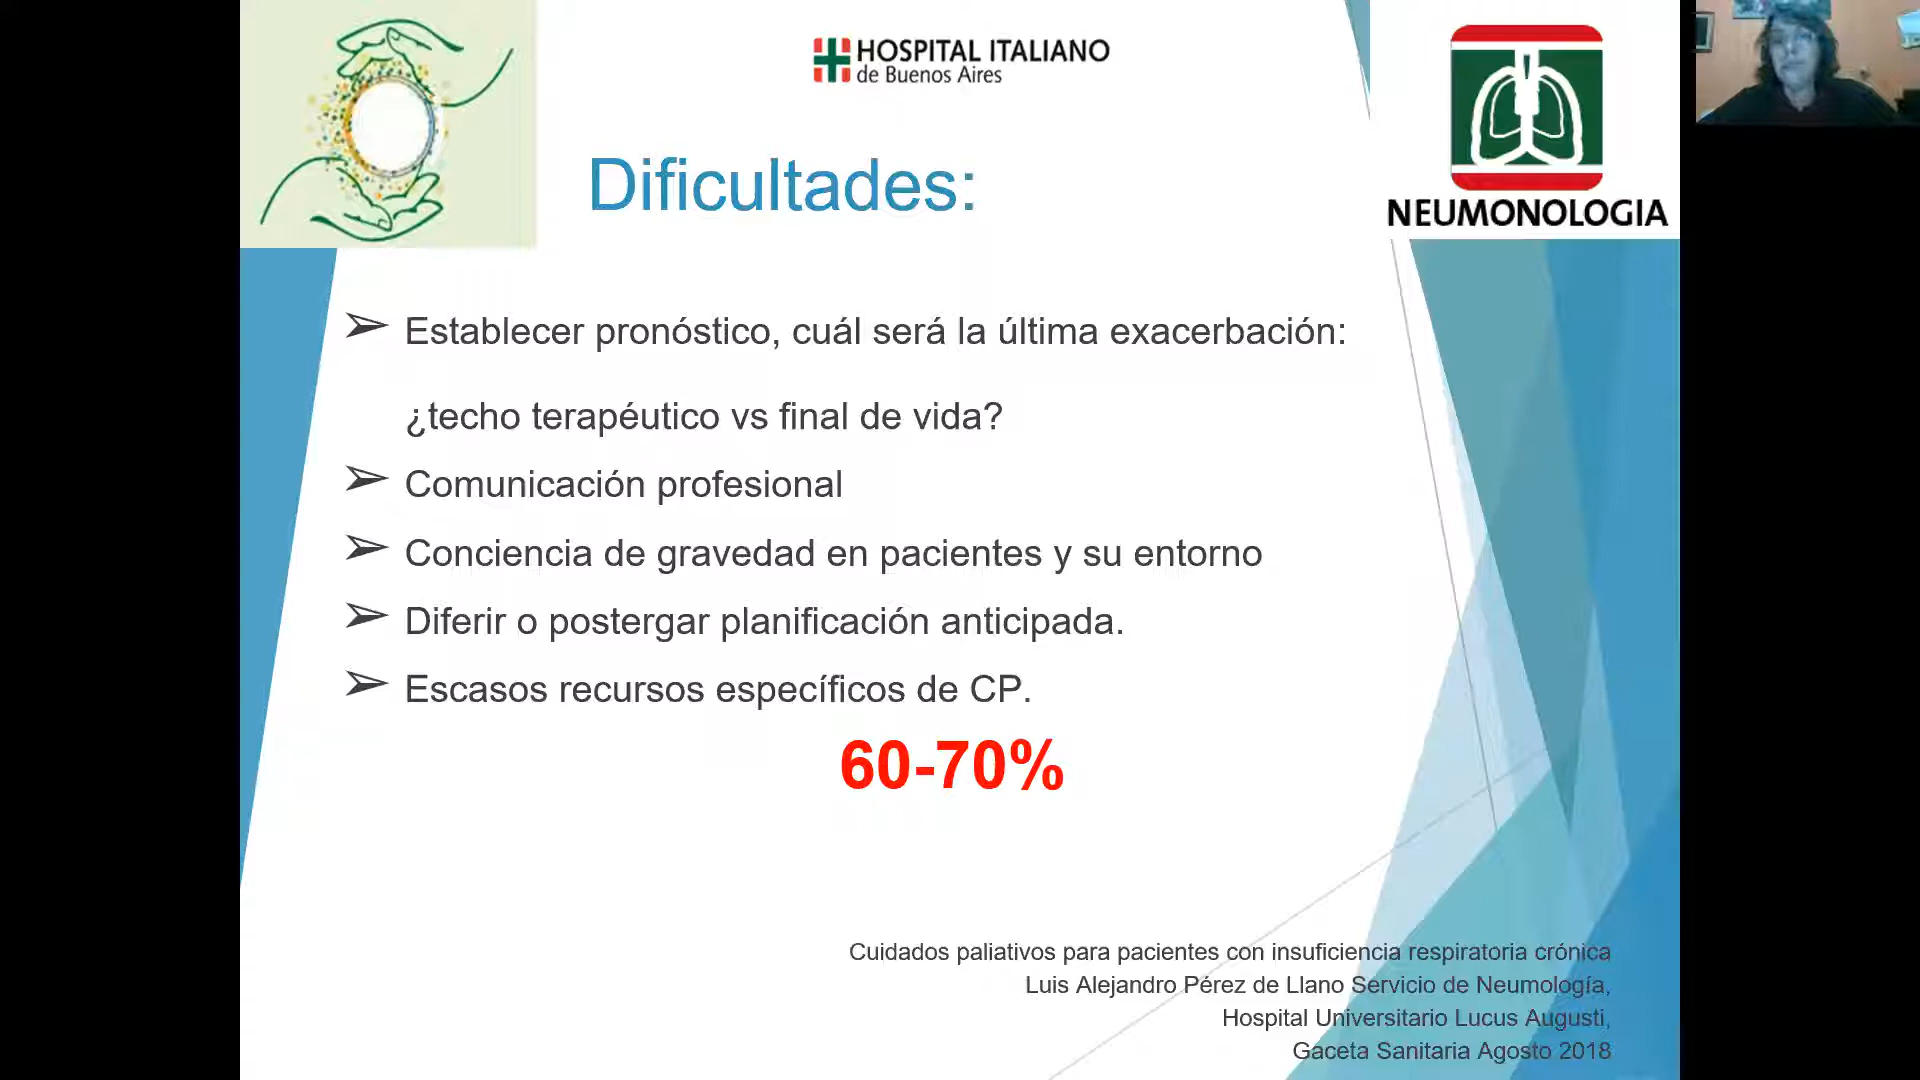 HOSPITAL ITALIANO
de Buenos Aires
NEUMONOLOGIA
Dificultades:
➢ Establecer pronóstico, cuál será la última exacerbación:
¿techo terapéutico vs final de vida?
➢ Comunicación profesional
➢ Conciencia de gravedad en pacientes y su entorno
➢ Diferir o postergar planificación anticipada.
➢ Escasos recursos específicos de CP.
60-70%
Cuidados paliativos para pacientes con insuficiencia respiratoria crónica
Luis Alejandro Pérez de Llano Servicio de Neumología,
Hospital Universitario Lucus Augusti,
Gaceta Sanitaria Agosto 2018